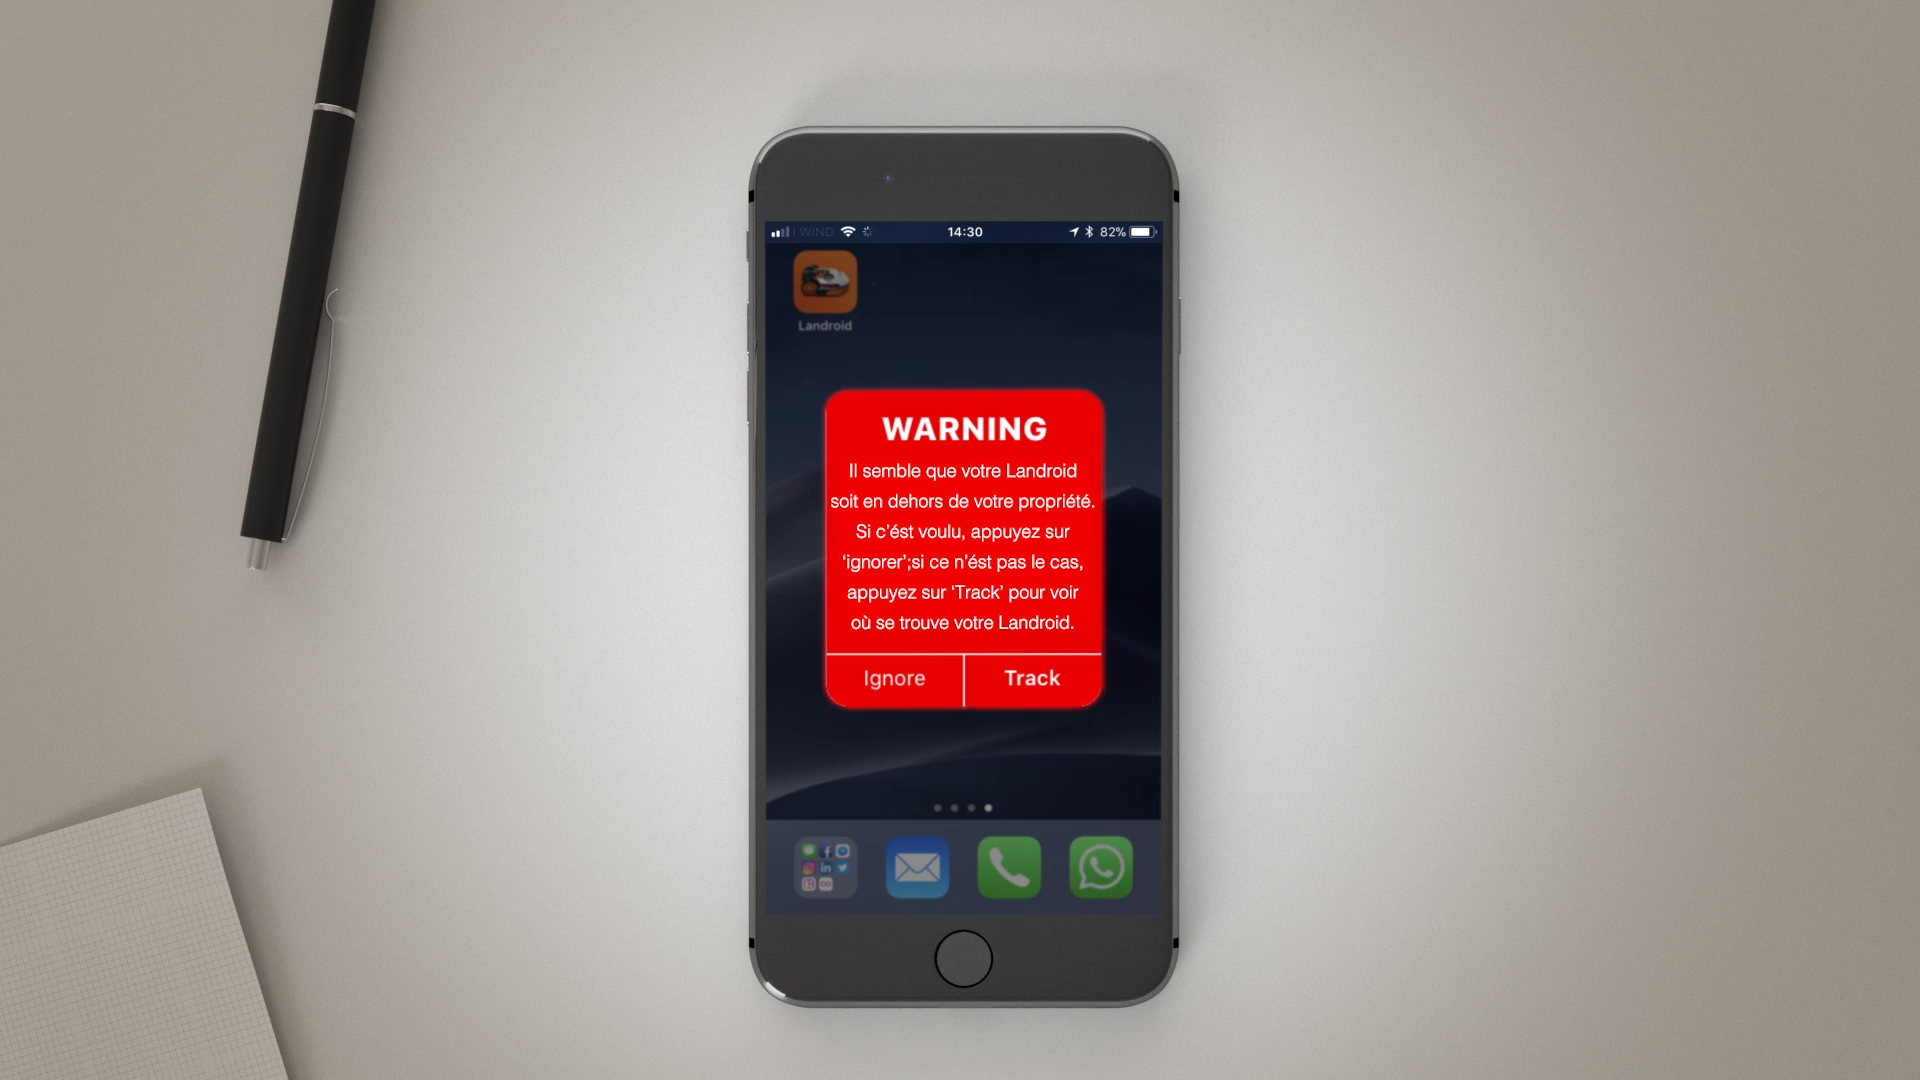 WIND
14:30
82%
Landroid
WARNING
Il semble que votre Landroid
soit en dehors de votre propriété.
Si c'ést voulu, appuyez sur
‘ignorer’;si ce n'ést pas le cas,
appuyez sur ‘Track’ pour voir
où se trouve votre Landroid.
Ignore
Track